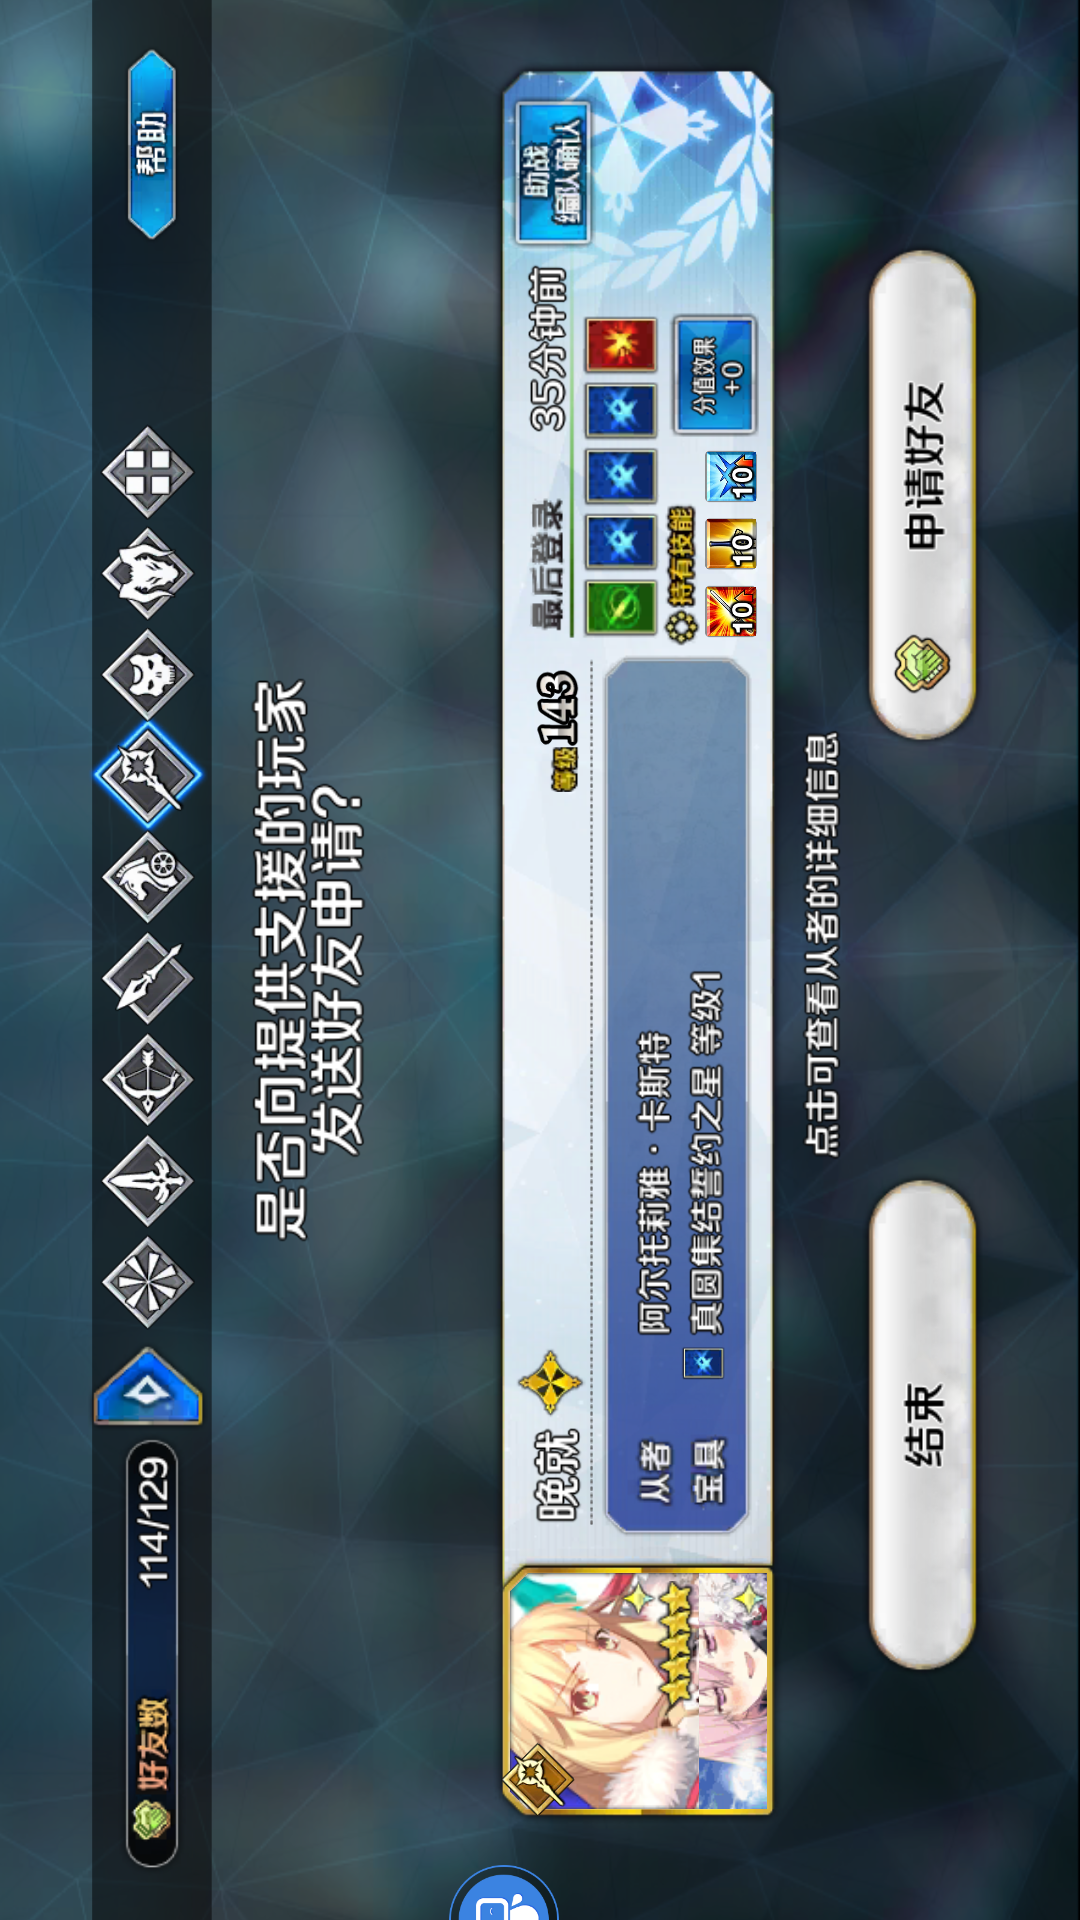 好友数 114/129
帮助
是否向提供支援的玩家
发送好友申请?
晚就
等级143
最后登录 35分钟前
助战
编队确认
从者 阿尔托莉雅·卡斯特
宝具 真圆集结誓约之星 等级1
持有技能
10 10 10
分值效果
+0
点击可查看从者的详细信息
结束
申请好友